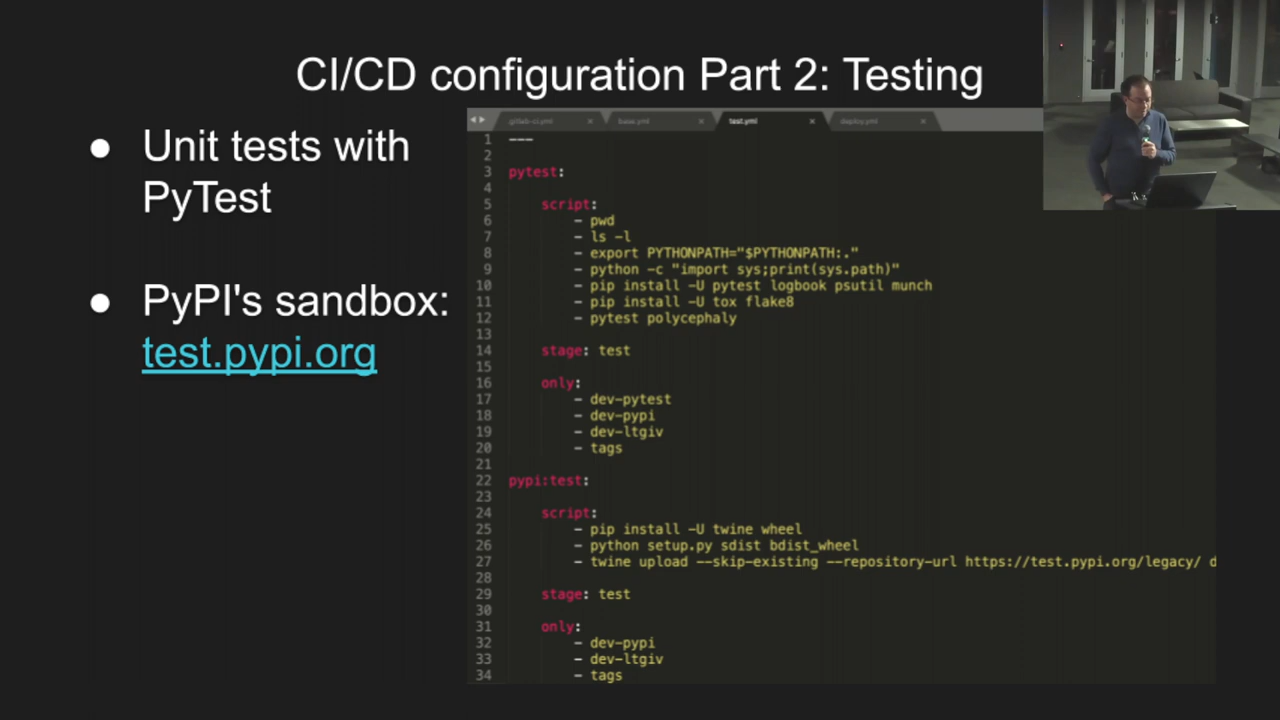 CI/CD configuration Part 2: Testing
● Unit tests with
PyTest
● PyPI's sandbox:
test.pypi.org
gitlab-ci.yml × base.yml × test.yml × deploy.yml ×
1 ---
2
3 pytest:
4
5 script:
6 - pwd
7 - ls -l
8 - export PYTHONPATH="$PYTHONPATH:."
9 - python -c "import sys;print(sys.path)"
10 - pip install -U pytest logbook psutil munch
11 - pip install -U tox flake8
12 - pytest polycephaly
13
14 stage: test
15
16 only:
17 - dev-pytest
18 - dev-pypi
19 - dev-ltgiv
20 - tags
21
22 pypi:test:
23
24 script:
25 - pip install -U twine wheel
26 - python setup.py sdist bdist_wheel
27 - twine upload --skip-existing --repository-url https://test.pypi.org/legacy/ d
28
29 stage: test
30
31 only:
32 - dev-pypi
33 - dev-ltgiv
34 - tags